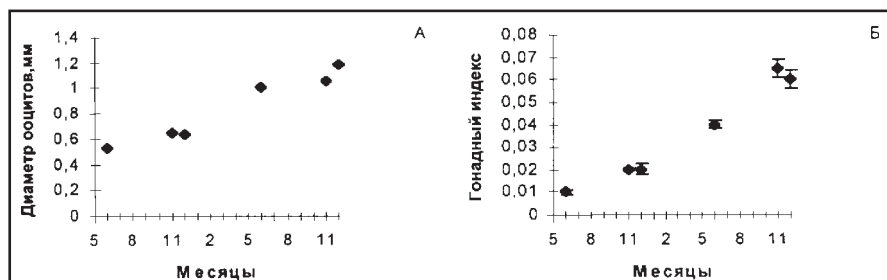 А
Диаметр ооцитов,мм
1,4
1,2
1
0,8
0,6
0,4
0,2
0
5 8 11 2 5 8 11
Месяцы
Б
Гонадный индекс
0,08
0,07
0,06
0,05
0,04
0,03
0,02
0,01
0
5 8 11 2 5 8 11
Месяцы